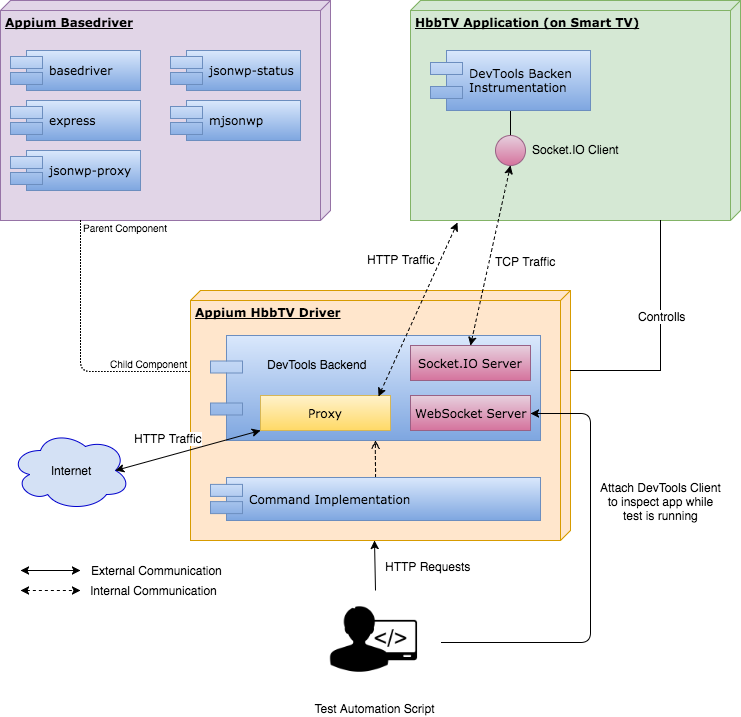 Appium Basedriver
basedriver
jsonwp-status
express
mjsonwp
jsonwp-proxy
HbbTV Application (on Smart TV)
DevTools Backen
Instrumentation
Socket.IO Client
Parent Component
HTTP Traffic
TCP Traffic
Controlls
Child Component
Appium HbbTV Driver
DevTools Backend
Socket.IO Server
Proxy
WebSocket Server
HTTP Traffic
Internet
Command Implementation
Attach DevTools Client
to inspect app while
test is running
External Communication
Internal Communication
HTTP Requests
</>
Test Automation Script